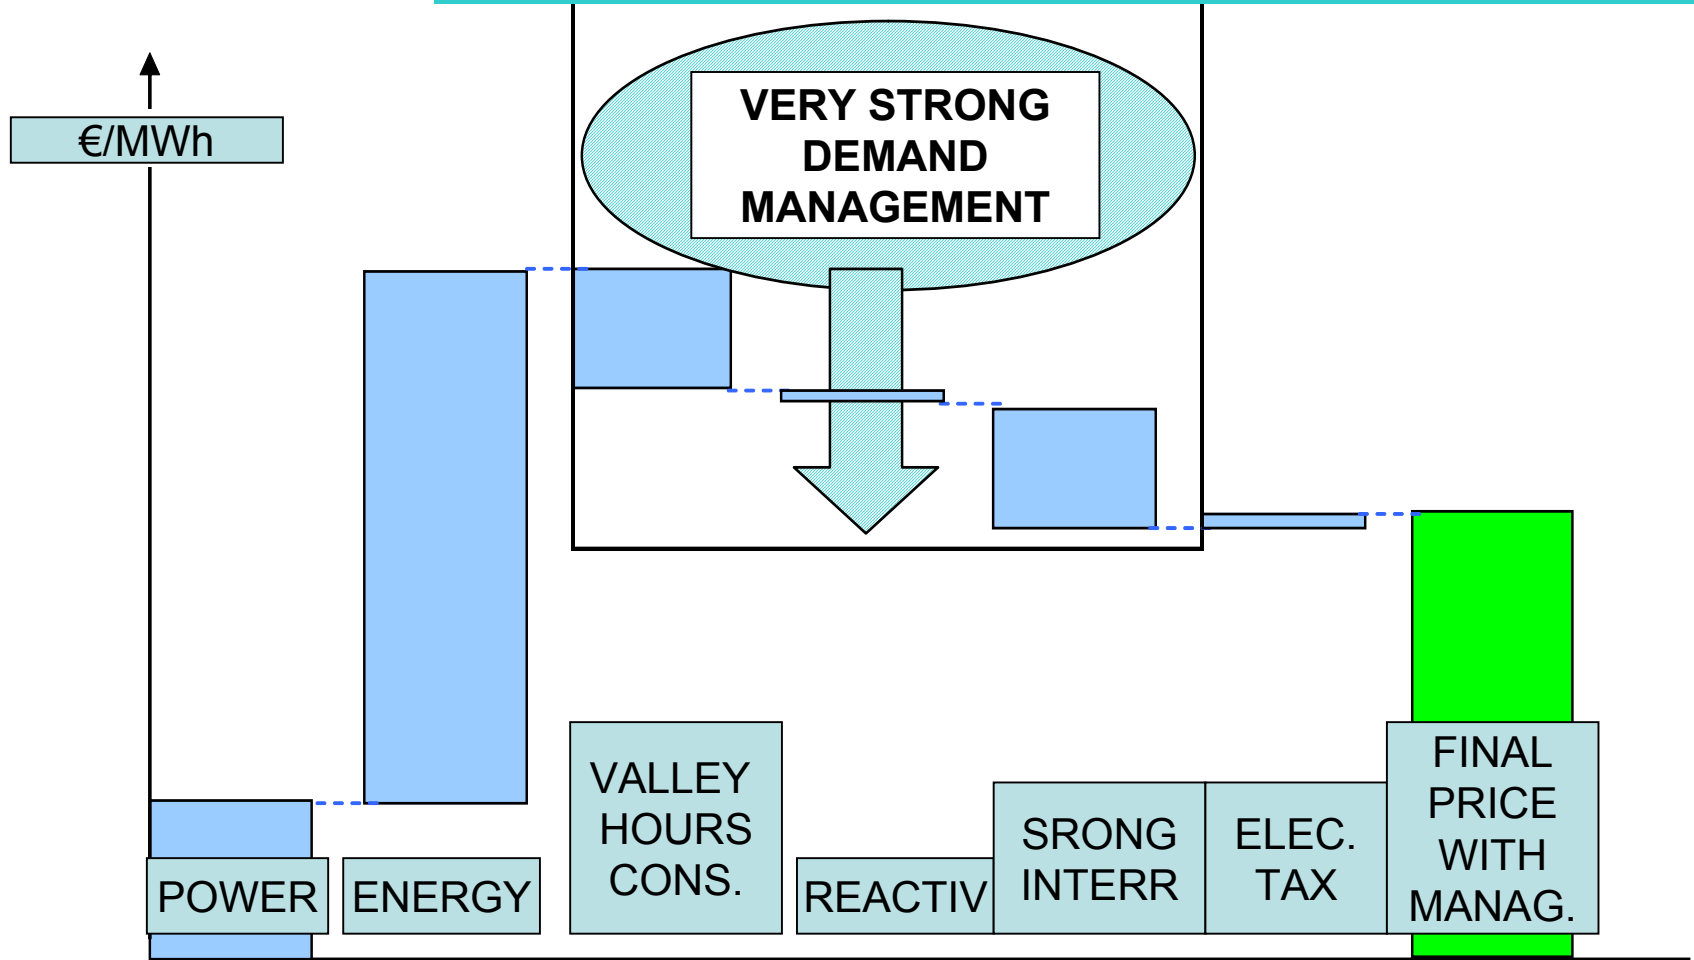 €/MWh
VERY STRONG
DEMAND
MANAGEMENT
POWER
ENERGY
VALLEY
HOURS
CONS.
REACTIV
SRONG
INTERR
ELEC.
TAX
FINAL
PRICE
WITH
MANAG.